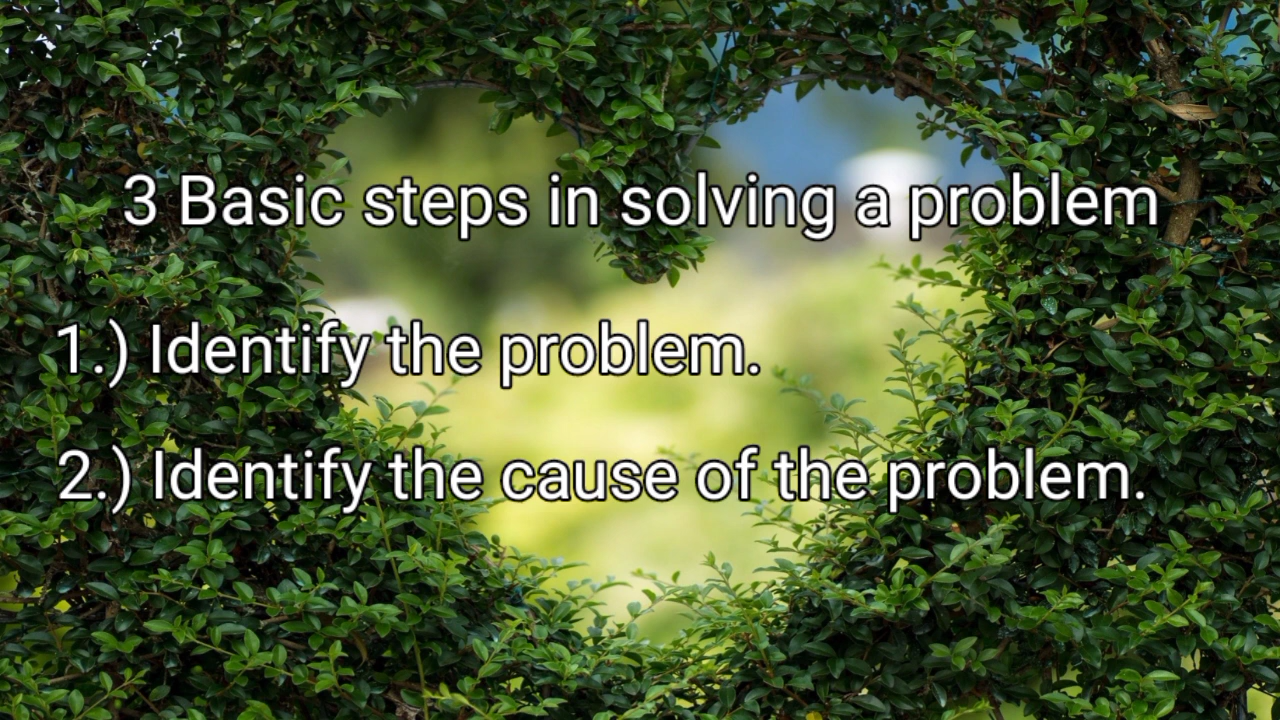 3 Basic steps in solving a problem
1.) Identify the problem.
2.) Identify the cause of the problem.